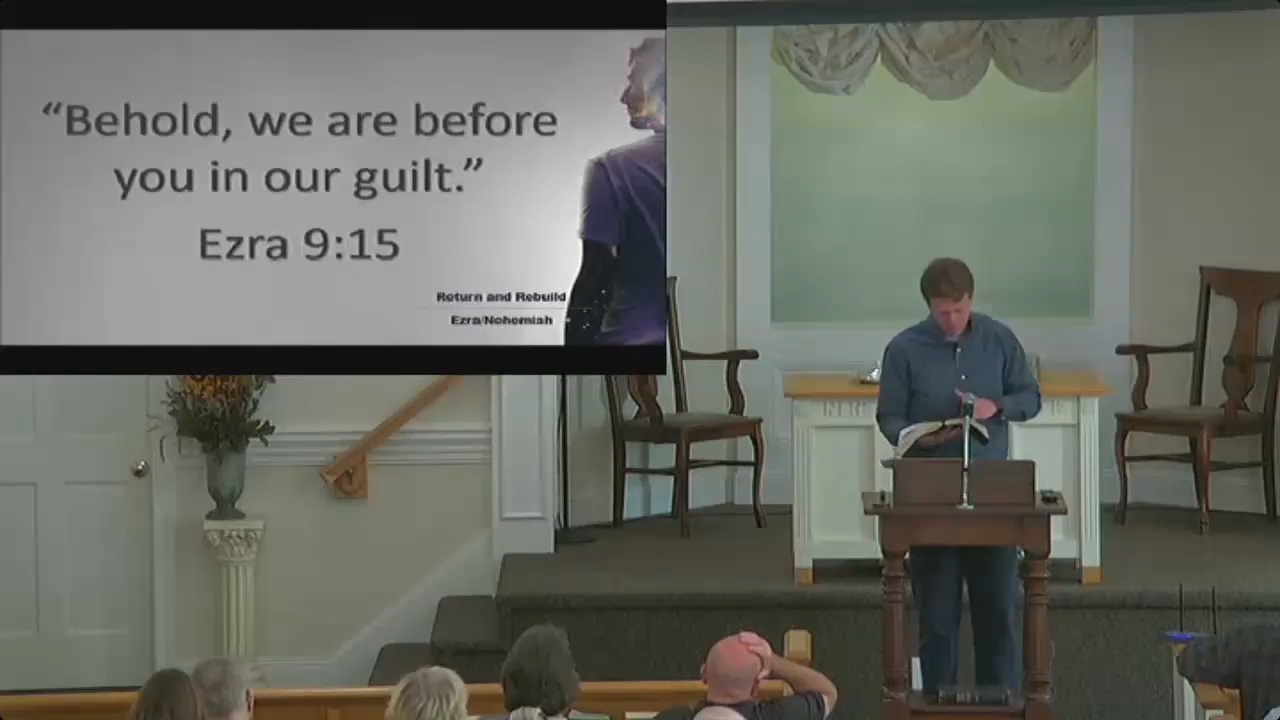 “Behold, we are before
you in our guilt.”
Ezra 9:15
Return and Rebuild
Ezra/Nehemiah